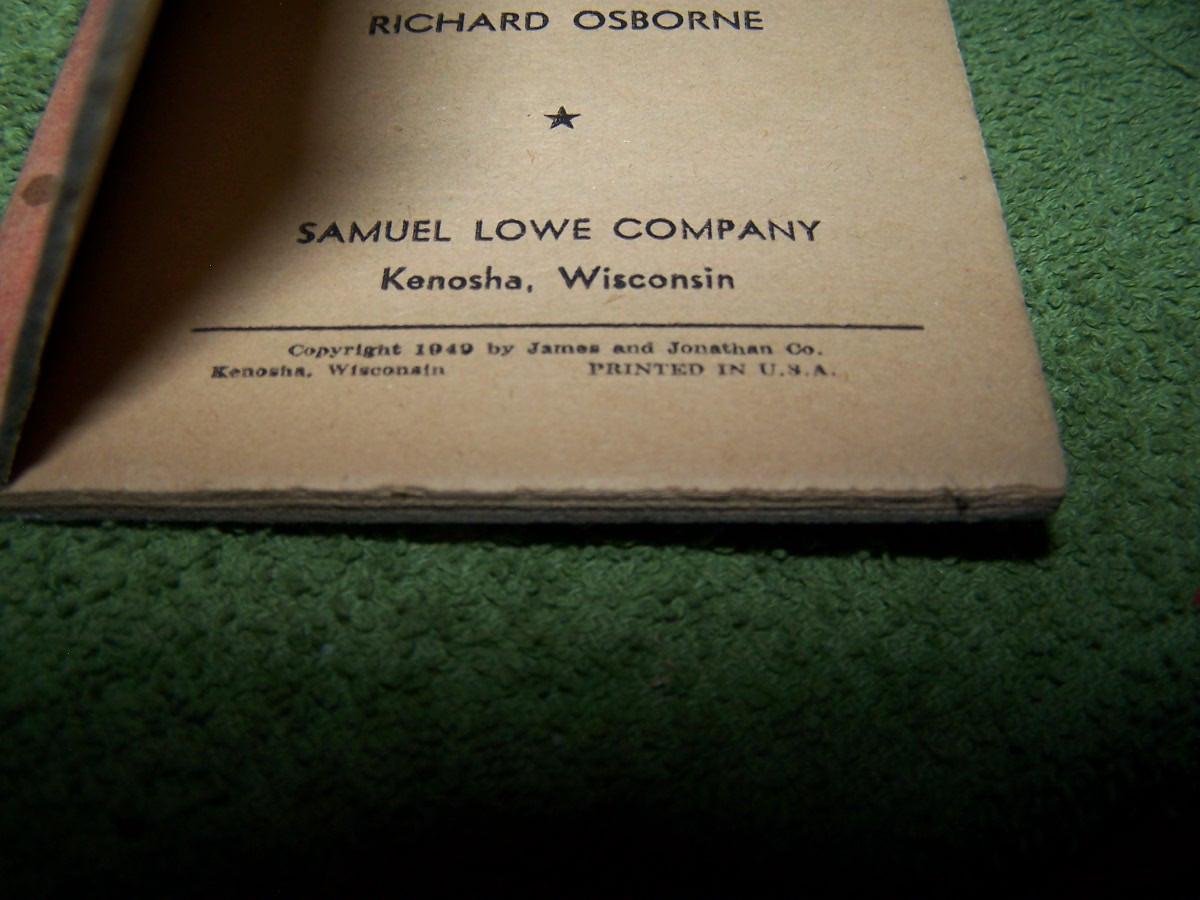 RICHARD OSBORNE
★
SAMUEL LOWE COMPANY
Kenosha, Wisconsin
Copyright 1949 by James and Jonathan Co.
Kenosha, Wisconsin PRINTED IN U.S.A.